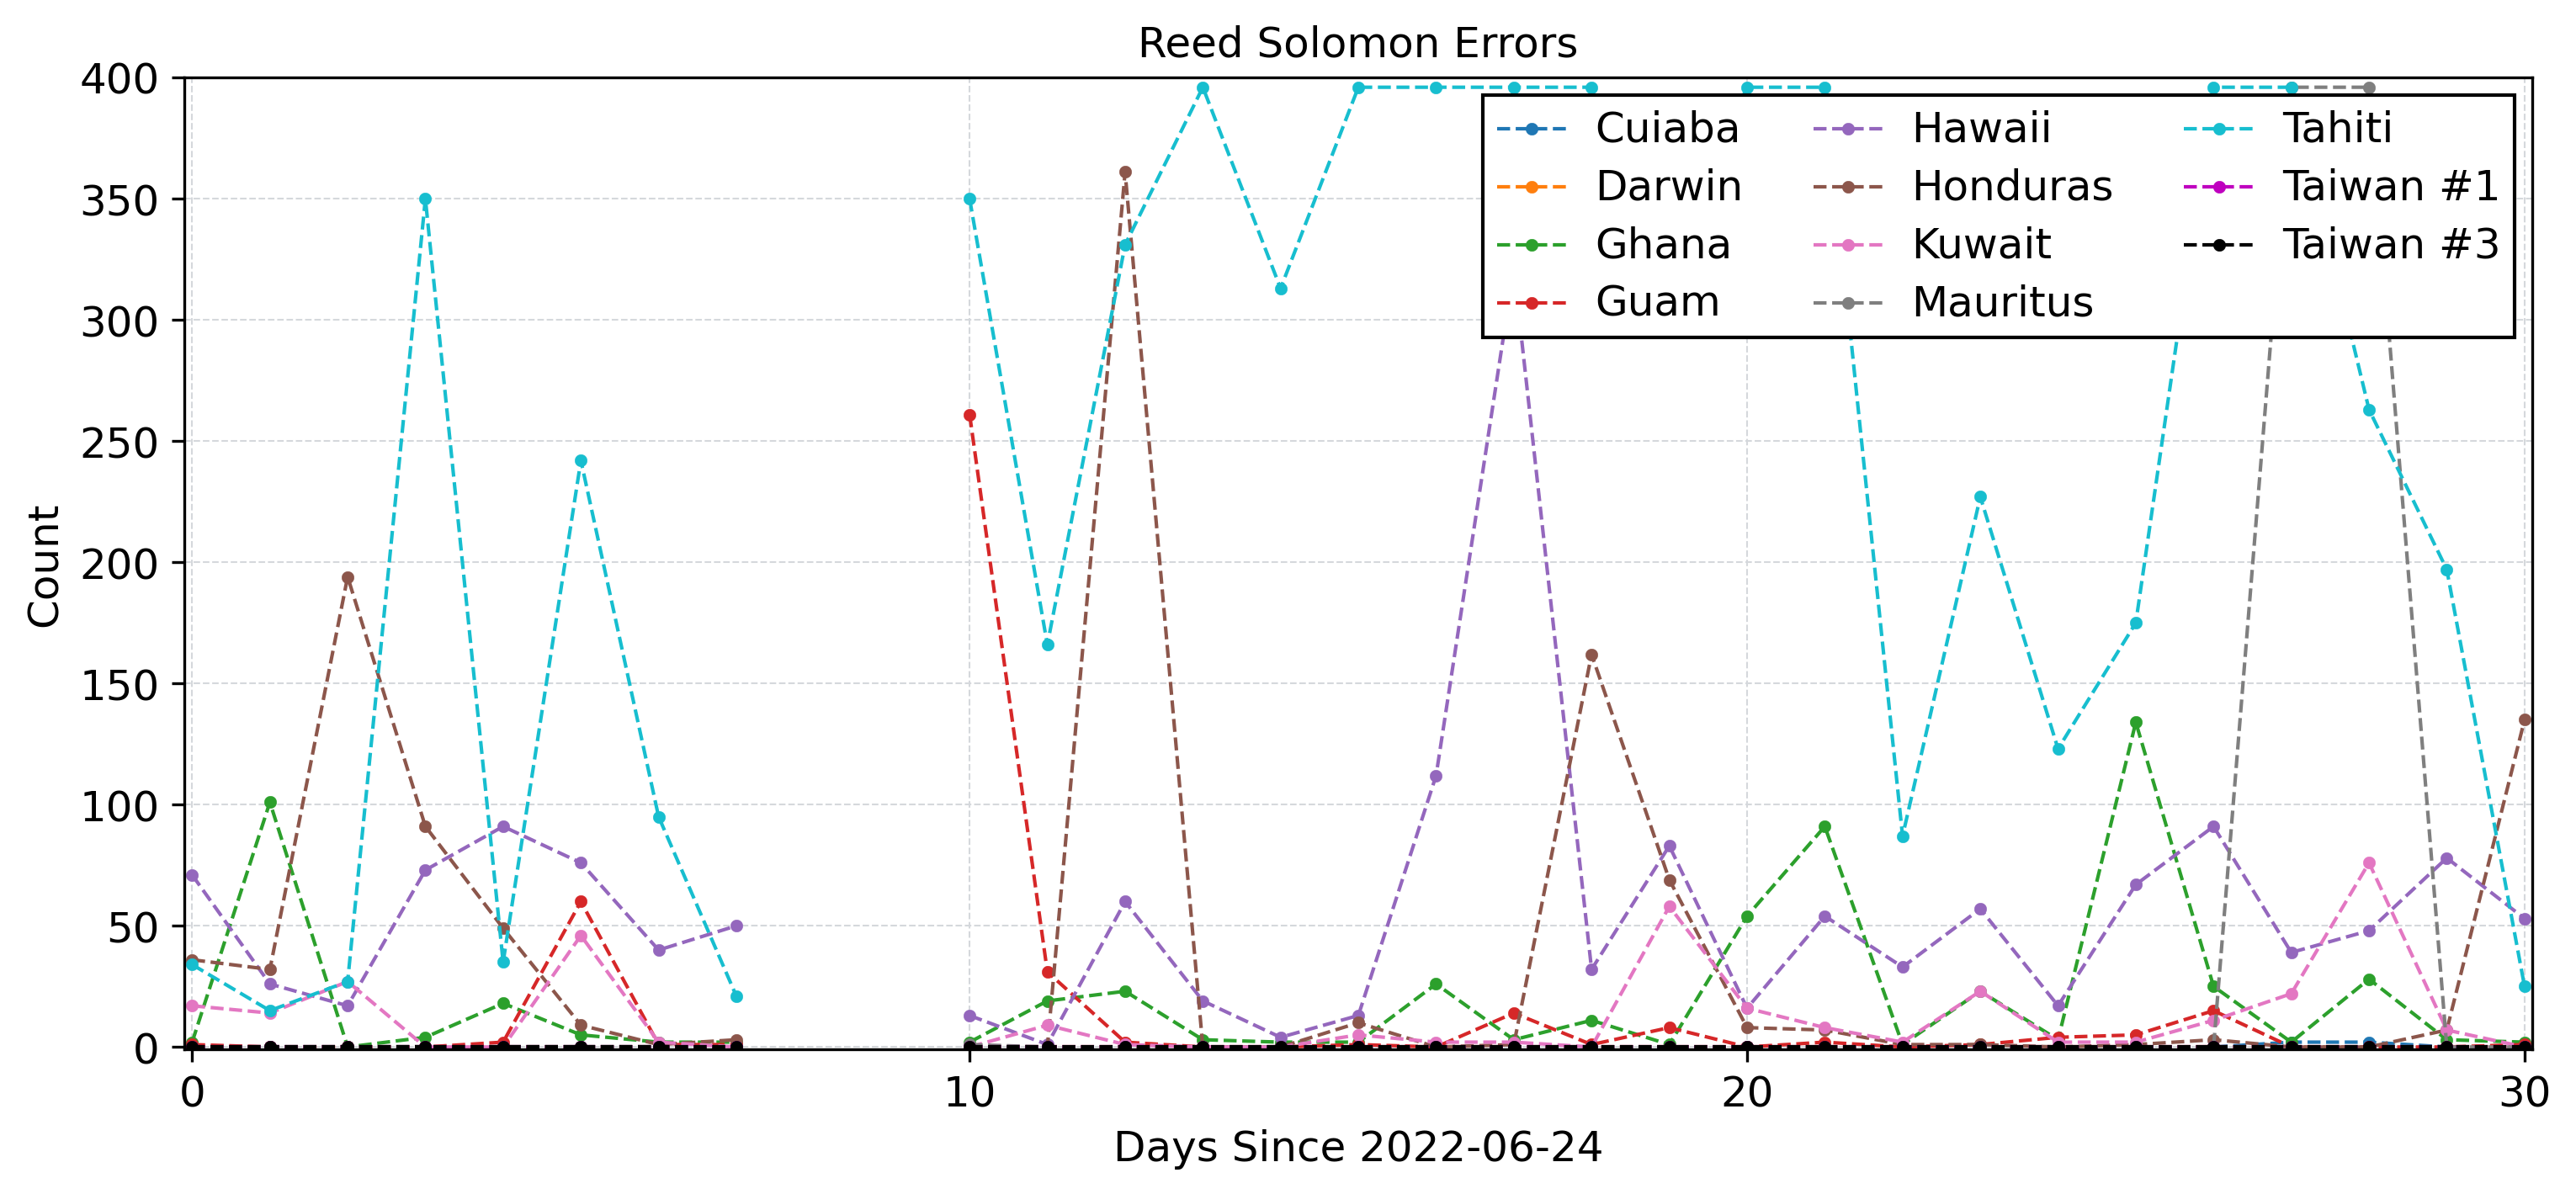 Reed Solomon Errors
400
350
300
250
200
150
100
50
0
Count
Cuiaba
Darwin
Ghana
Guam
Hawaii
Honduras
Kuwait
Mauritus
Tahiti
Taiwan #1
Taiwan #3
0 10 20 30
Days Since 2022-06-24